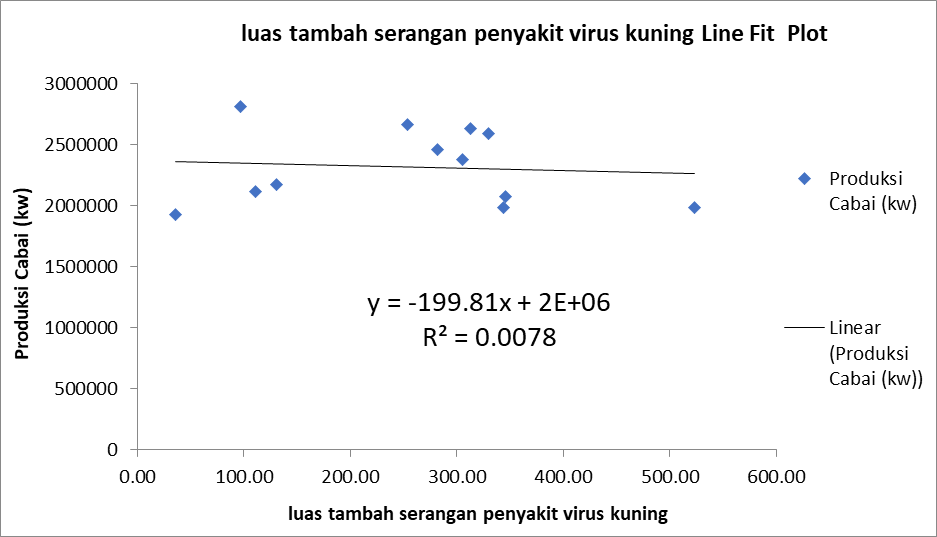 luas tambah serangan penyakit virus kuning Line Fit  Plot
3000000
2500000
2000000
1500000
1000000
500000
0
Produksi Cabai (kw)
y = -199.81x + 2E+06
R² = 0.0078
0.00 100.00 200.00 300.00 400.00 500.00 600.00
luas tambah serangan penyakit virus kuning
Produksi
Cabai (kw)
Linear
(Produksi
Cabai (kw))